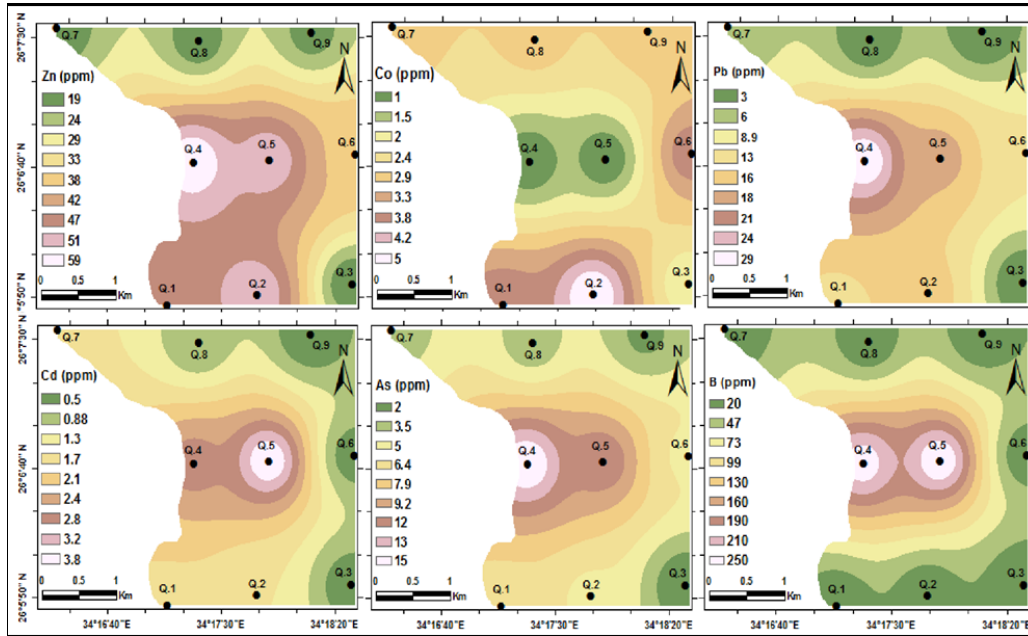 26°7'30" N
26°6'40" N
26°5'50" N
Q.7
Q.8
Q.9
N
Zn (ppm)
19
24
29
33
38
42
47
51
59
Q.4
Q.5
Q.6
Q.3
Q.1
Q.2
0 0.5 1
Km
Q.7
Q.8
Q.9
N
Co (ppm)
1
1.5
2
2.4
2.9
3.3
3.8
4.2
5
Q.4
Q.5
Q.6
Q.3
Q.1
Q.2
0 0.5 1
Km
Q.7
Q.8
Q.9
N
Pb (ppm)
3
6
8.9
13
16
18
21
24
29
Q.4
Q.5
Q.6
Q.3
Q.1
Q.2
0 0.5 1
Km
26°7'30" N
26°6'40" N
26°5'50" N
Q.7
Q.8
Q.9
N
Cd (ppm)
0.5
0.88
1.3
1.7
2.1
2.4
2.8
3.2
3.8
Q.4
Q.5
Q.6
Q.3
Q.1
Q.2
0 0.5 1
Km
34°16'40"E
34°17'30"E
34°18'20"E
Q.7
Q.8
Q.9
N
As (ppm)
2
3.5
5
6.4
7.9
9.2
12
13
15
Q.4
Q.5
Q.6
Q.3
Q.1
Q.2
0 0.5 1
Km
34°16'40"E
34°17'30"E
34°18'20"E
Q.7
Q.8
Q.9
N
B (ppm)
20
47
73
99
130
160
190
210
250
Q.4
Q.5
Q.6
Q.3
Q.1
Q.2
0 0.5 1
Km
34°16'40"E
34°17'30"E
34°18'20"E